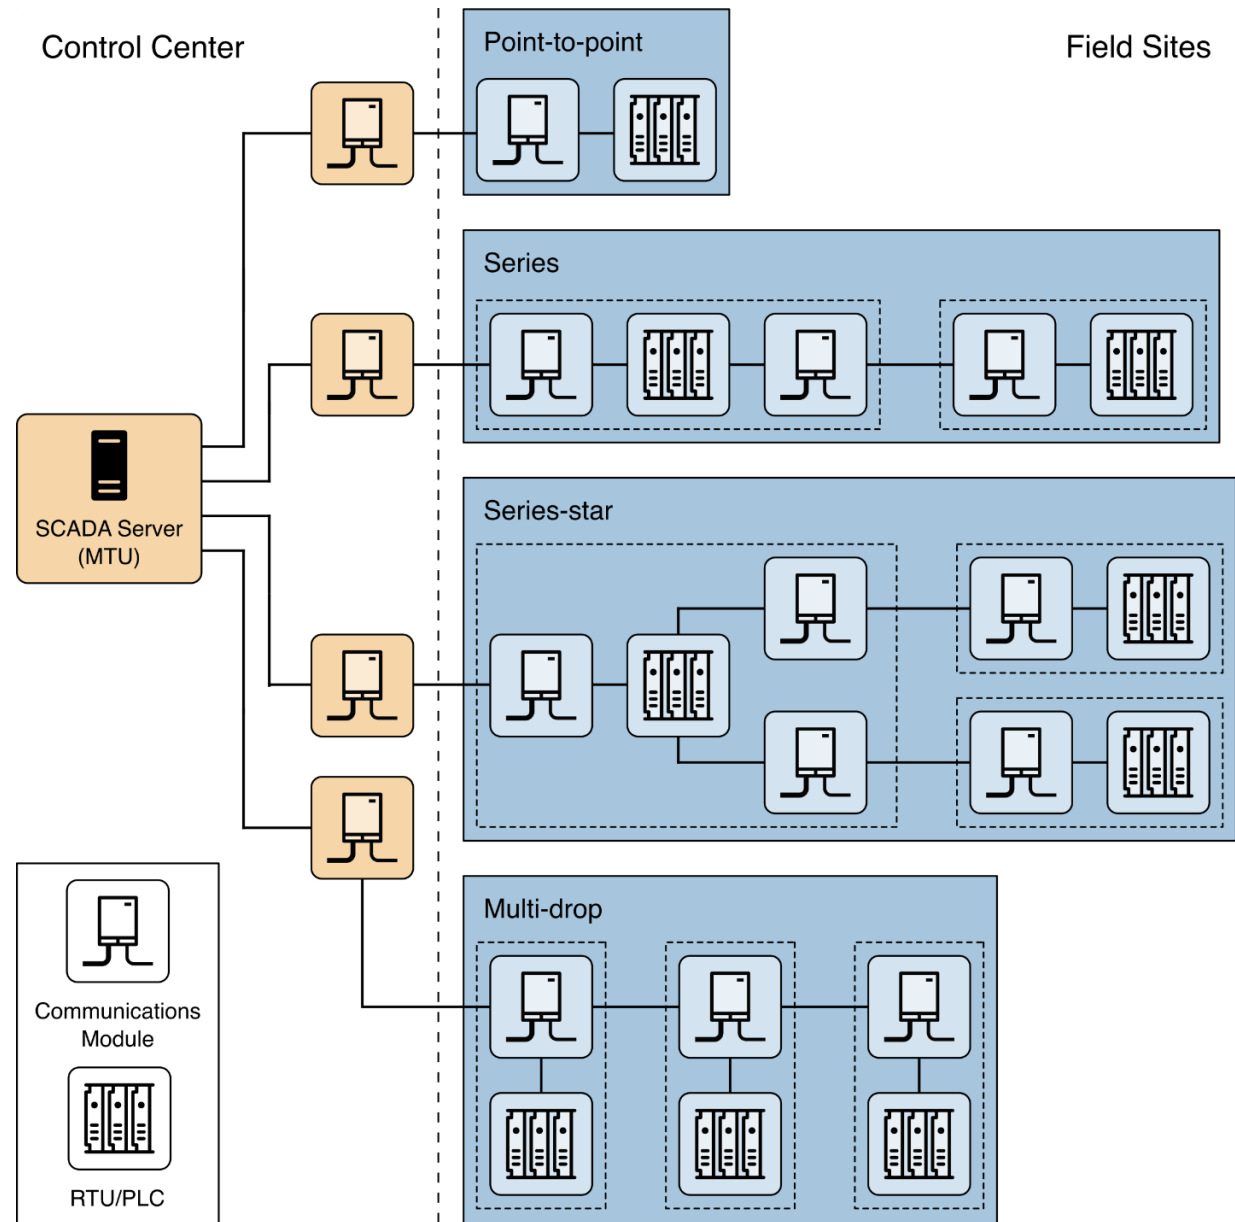 Control Center
Field Sites
Point-to-point
Series
SCADA Server
(MTU)
Series-star
Multi-drop
Communications
Module
RTU/PLC